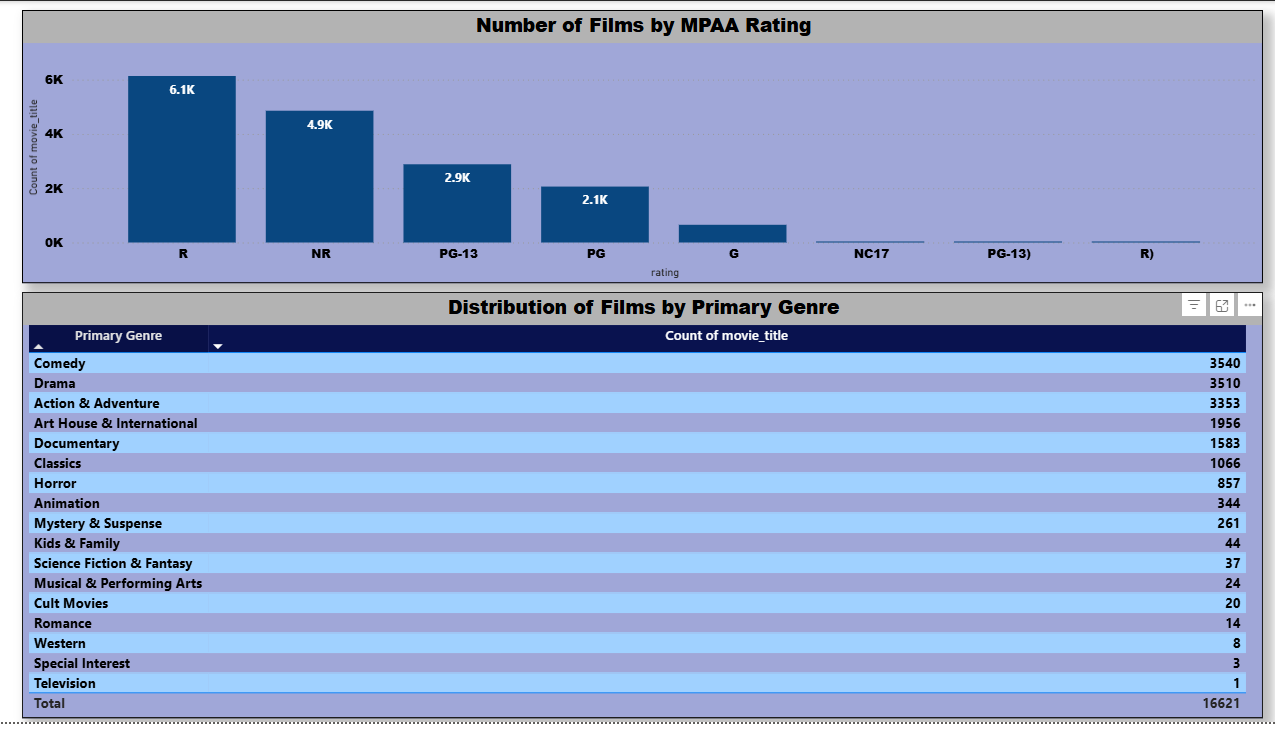 Number of Films by MPAA Rating
Count of movie_title
6K
4K
2K
0K
6.1K
4.9K
2.9K
2.1K
R NR PG-13 PG G NC17 PG-13) R)
rating
Distribution of Films by Primary Genre
Primary Genre Count of movie_title
Comedy 3540
Drama 3510
Action & Adventure 3353
Art House & International 1956
Documentary 1583
Classics 1066
Horror 857
Animation 344
Mystery & Suspense 261
Kids & Family 44
Science Fiction & Fantasy 37
Musical & Performing Arts 24
Cult Movies 20
Romance 14
Western 8
Special Interest 3
Television 1
Total 16621